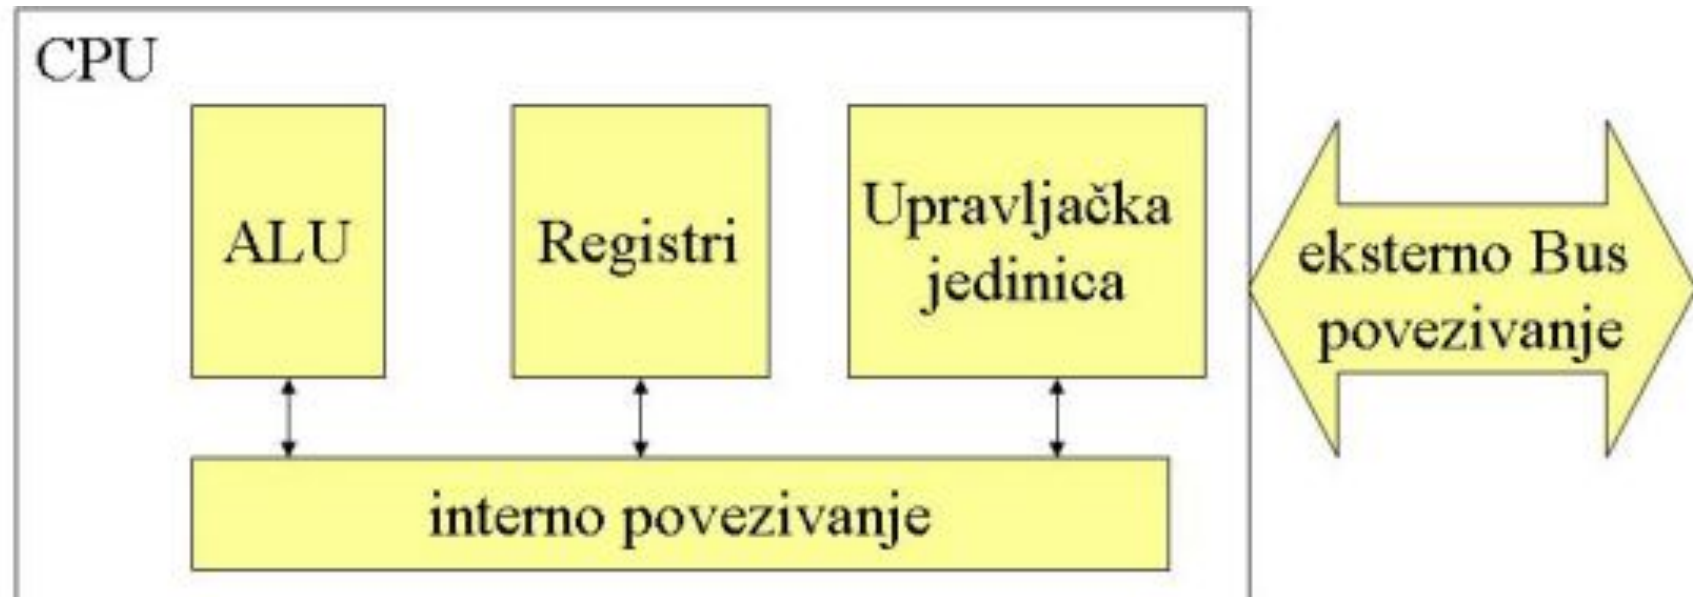 CPU
ALU
Registri
Upravljačka
jedinica
eksterno Bus
povezivanje
interno povezivanje